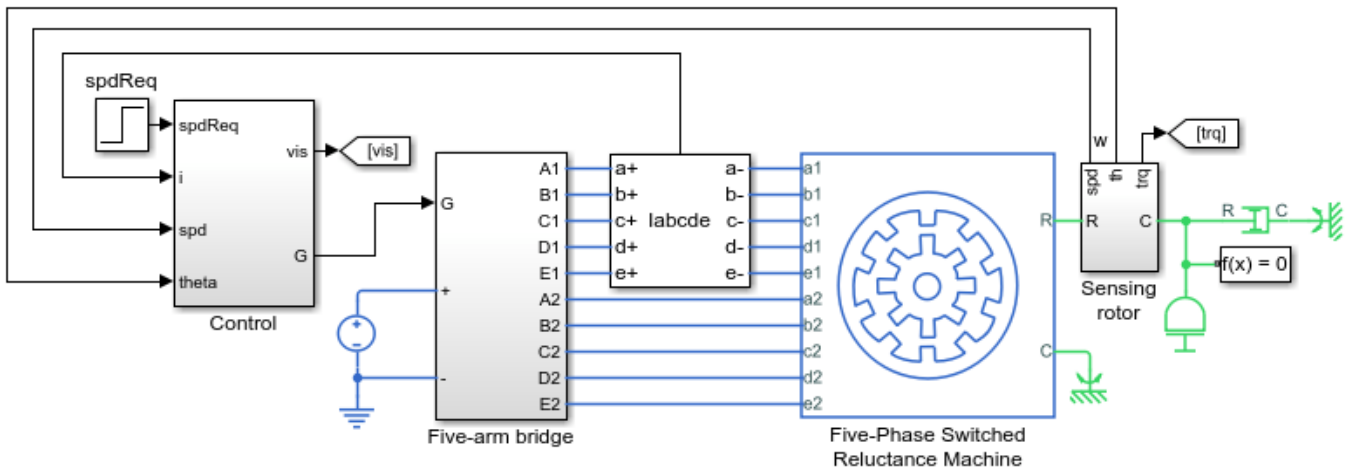 spdReq
spdReq
i
spd
theta
vis
G
Control
[vis]
G
+
-
A1
B1
C1
D1
E1
A2
B2
C2
D2
E2
Five-arm bridge
+
−
a+
b+
c+
d+
e+
Iabcde
a-
b-
c-
d-
e-
a1
b1
c1
d1
e1
a2
b2
c2
d2
e2
R
C
Five-Phase Switched
Reluctance Machine
w
spd
th
trq
R
C
Sensing
rotor
[trq]
R
C
f(x) = 0